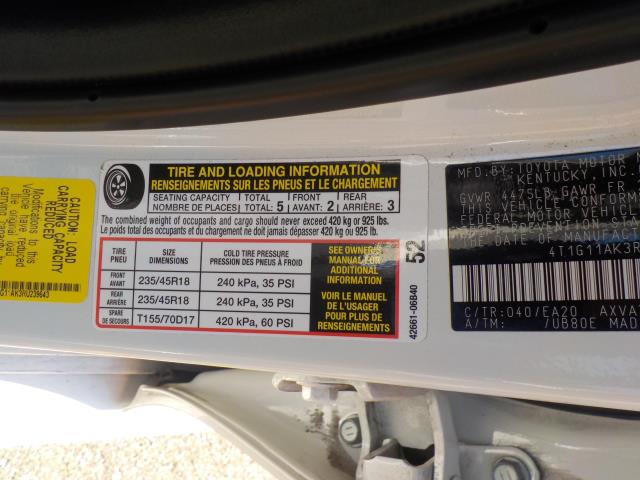 CAUTION: LOAD
CARRYING CAPACITY
REDUCED
Modifications to this
Vehicle have reduced
the original load
AK3RU239643
TIRE AND LOADING INFORMATION
RENSEIGNEMENTS SUR LES PNEUS ET LE CHARGEMENT
SEATING CAPACITY TOTAL: 5 FRONT: 2 REAR: 3
NOMBRE DE PLACES TOTAL: 5 AVANT: 2 ARRIÈRE: 3
The combined weight of occupants and cargo should never exceed 420 kg or 925 lbs.
Le poids total des occupants et du chargement ne doit jamais dépasser 420 kg ou 925 lbs.
TIRE SIZE COLD TIRE PRESSURE
PNEU DIMENSIONS PRESSION DES PNEUS À FROID
FRONT
AVANT 235/45R18 240 kPa, 35 PSI
REAR
ARRIÈRE 235/45R18 240 kPa, 35 PSI
SPARE
DE SECOURS T155/70D17 420 kPa, 60 PSI
SEE OWNER'S
MANUAL FOR
ADDITIONAL
INFORMATION
VOIR LE MANUEL
DE L'USAGER
POUR PLUS DE
RENSEIGNEMENTS
52
42661-06B40
MFD. BY: TOYOTA MOTOR
KENTUCKY, INC.
GVWR 4475LB GAWR FR
THIS VEHICLE CONFORMS
FEDERAL MOTOR VEHICLE
THE DATE OF MANUFACT
4T1G11AK3R
C/TR: 040/EA20 AXVA7
A/TM: /UB80E MAD